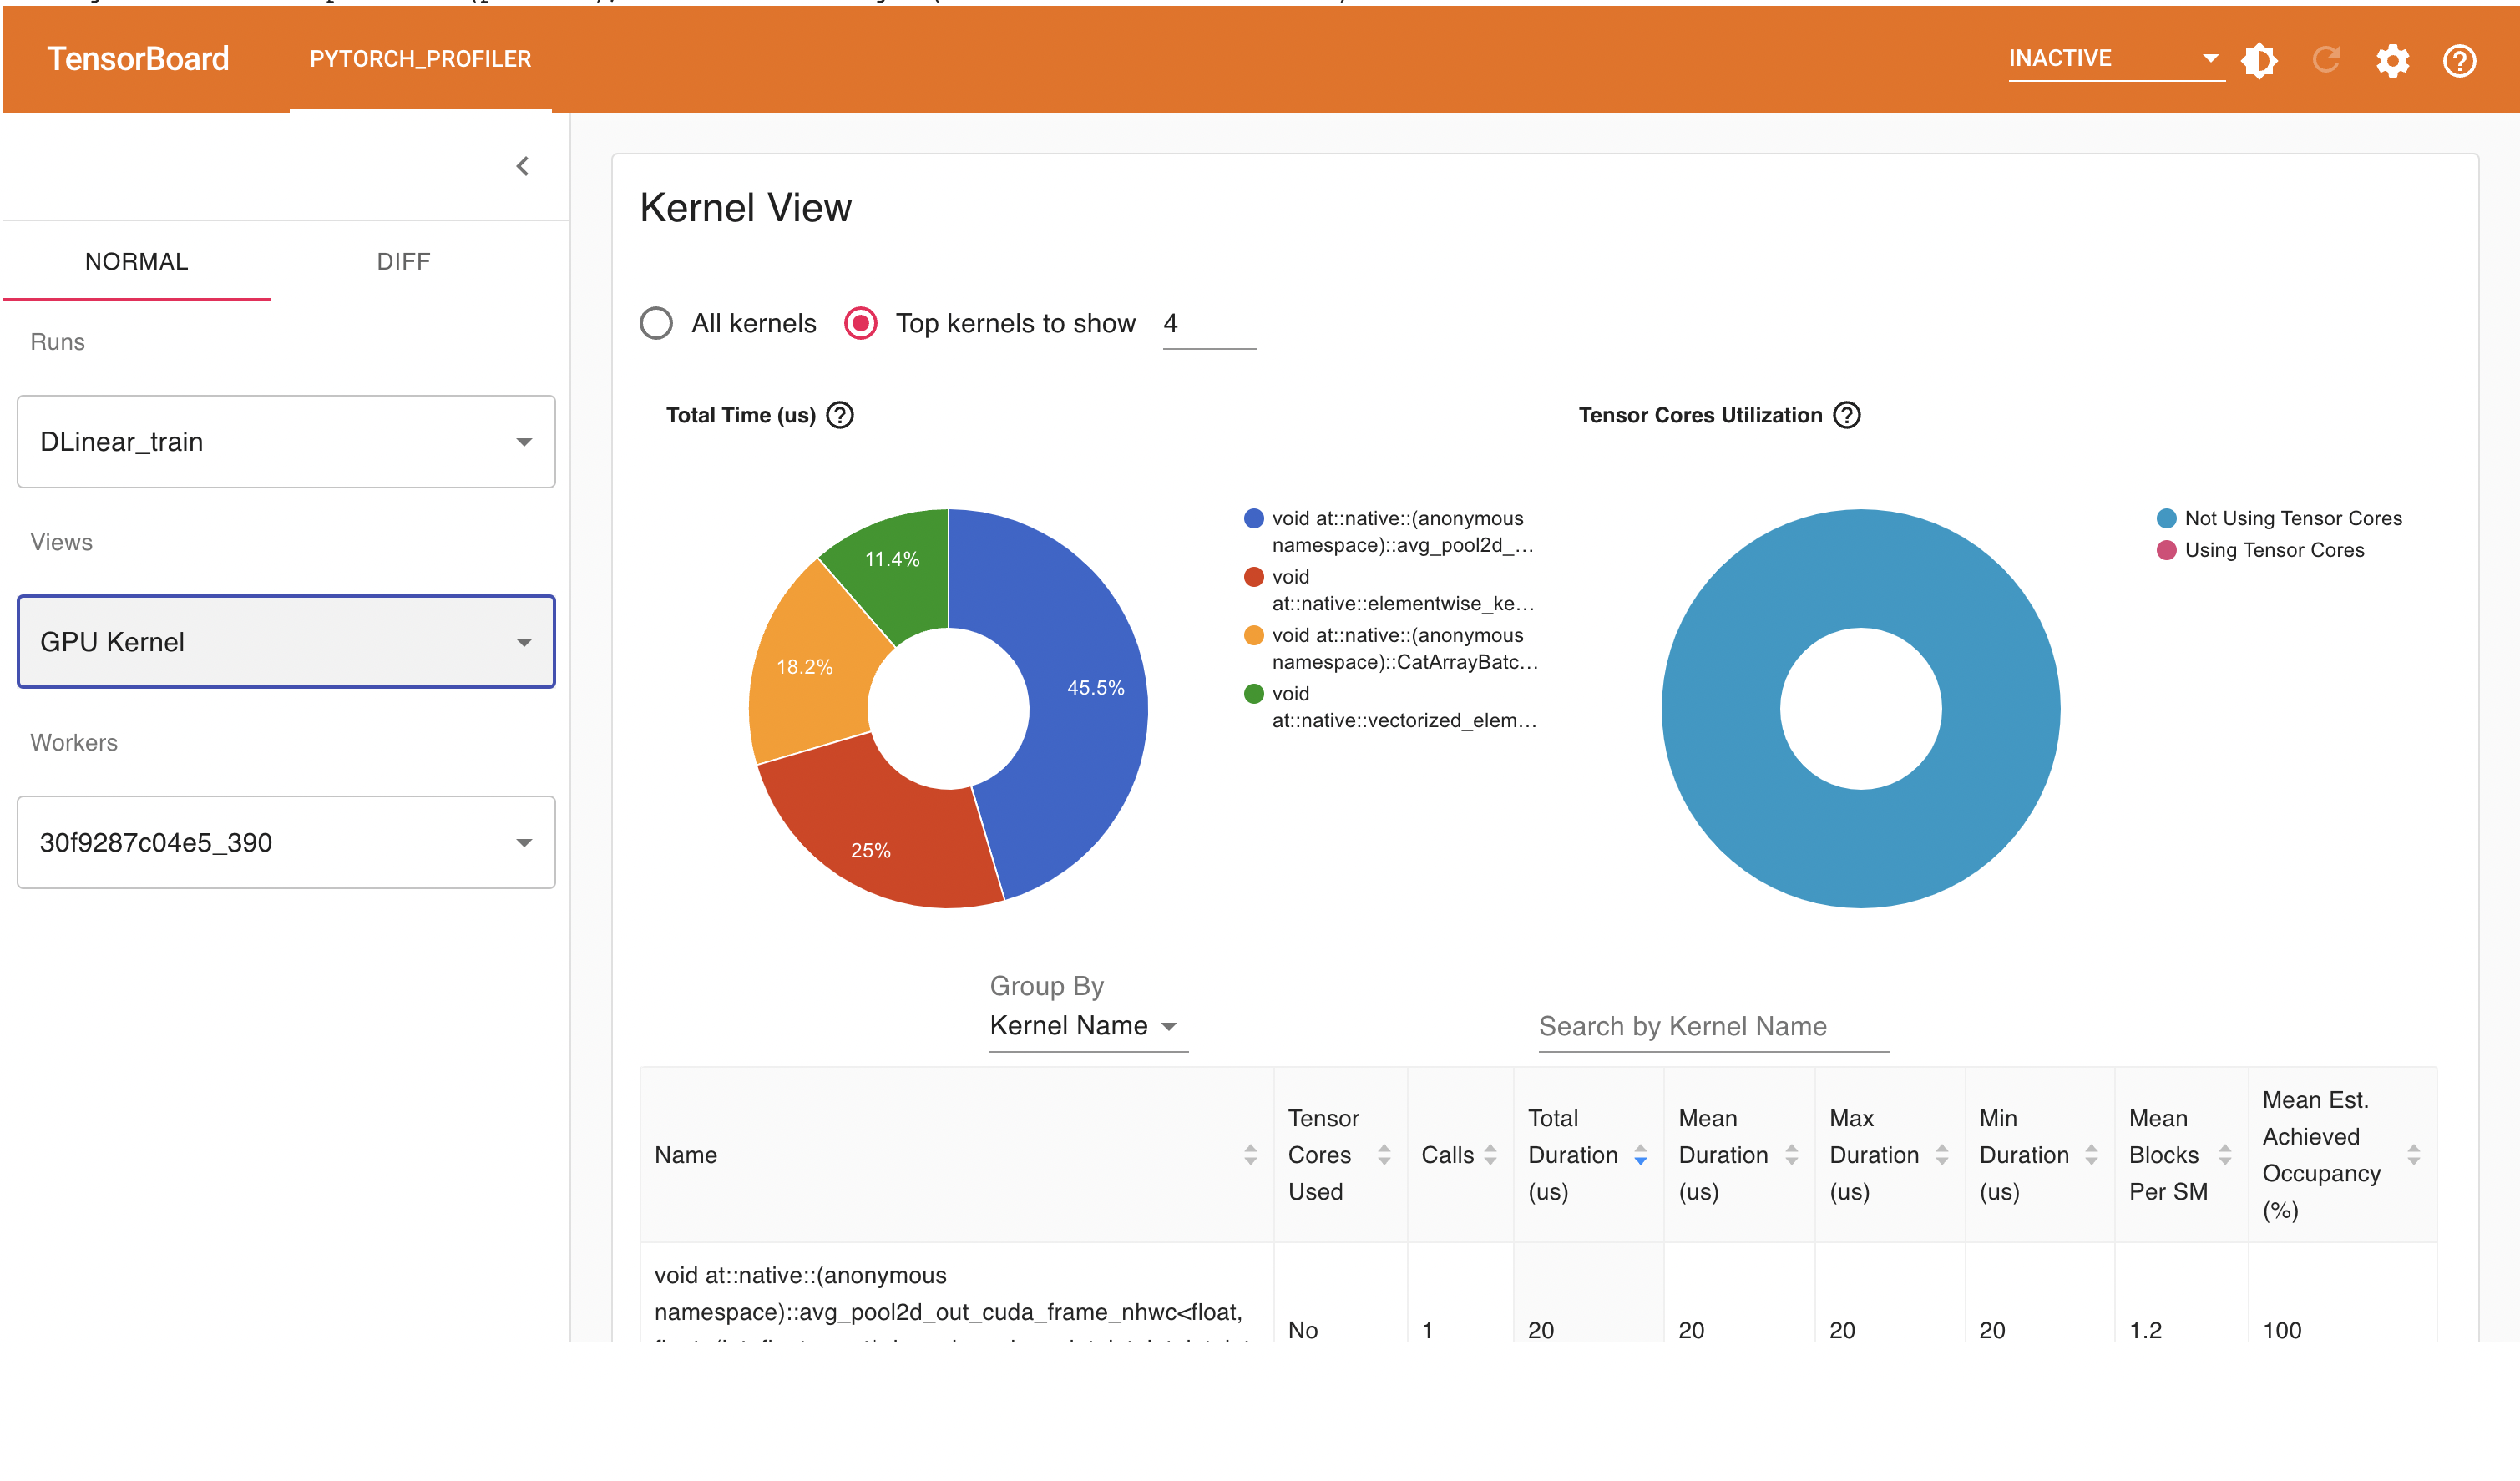 TensorBoard
PYTORCH_PROFILER
INACTIVE
NORMAL
DIFF
Runs
DLinear_train
Views
GPU Kernel
Workers
30f9287c04e5_390
Kernel View
All kernels
Top kernels to show 4
Total Time (us)
11.4%
18.2%
45.5%
25%
void at::native::(anonymous
namespace)::avg_pool2d_…
void
at::native::elementwise_ke…
void at::native::(anonymous
namespace)::CatArrayBatc…
void
at::native::vectorized_elem…
Tensor Cores Utilization
Not Using Tensor Cores
Using Tensor Cores
Group By
Kernel Name
Search by Kernel Name
Name
Tensor
Cores
Used
Calls
Total
Duration
(us)
Mean
Duration
(us)
Max
Duration
(us)
Min
Duration
(us)
Mean
Blocks
Per SM
Mean Est.
Achieved
Occupancy
(%)
void at::native::(anonymous
namespace)::avg_pool2d_out_cuda_frame_nhwc<float,
No
1
20
20
20
20
1.2
100